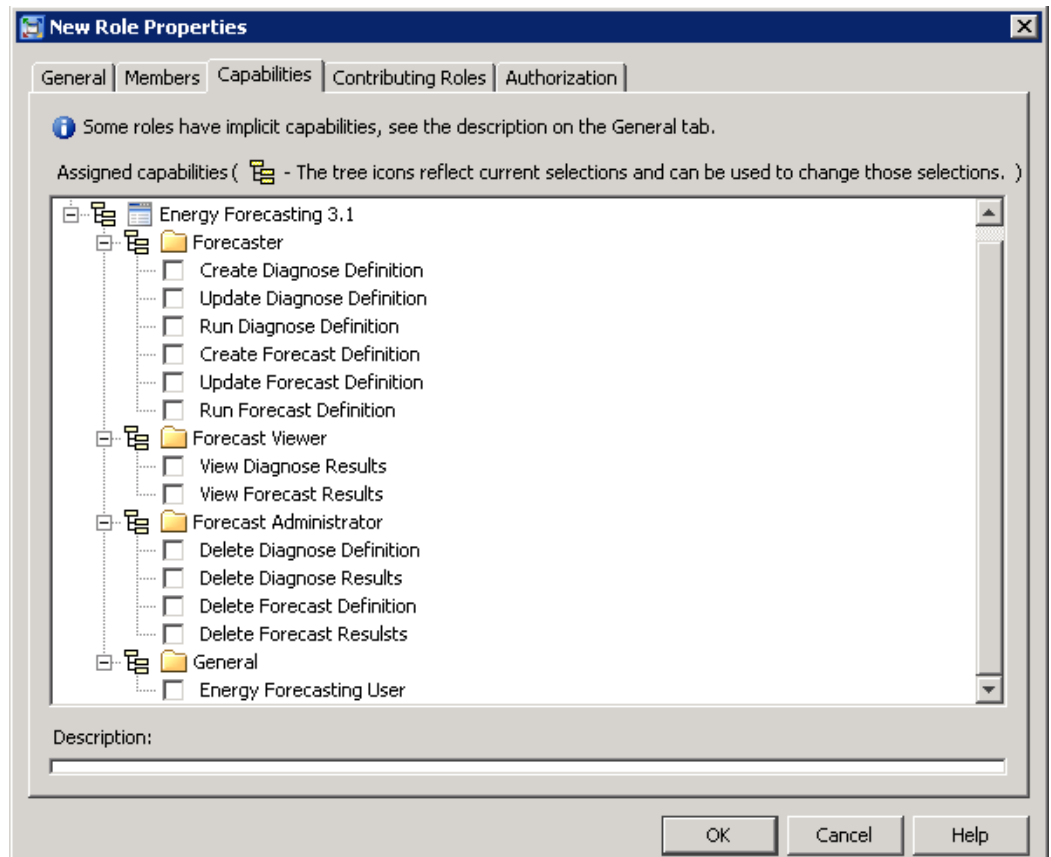 New Role Properties
General Members Capabilities Contributing Roles Authorization
Some roles have implicit capabilities, see the description on the General tab.
Assigned capabilities ( - The tree icons reflect current selections and can be used to change those selections. )
Energy Forecasting 3.1
Forecaster
Create Diagnose Definition
Update Diagnose Definition
Run Diagnose Definition
Create Forecast Definition
Update Forecast Definition
Run Forecast Definition
Forecast Viewer
View Diagnose Results
View Forecast Results
Forecast Administrator
Delete Diagnose Definition
Delete Diagnose Results
Delete Forecast Definition
Delete Forecast Resulsts
General
Energy Forecasting User
Description:
OK Cancel Help